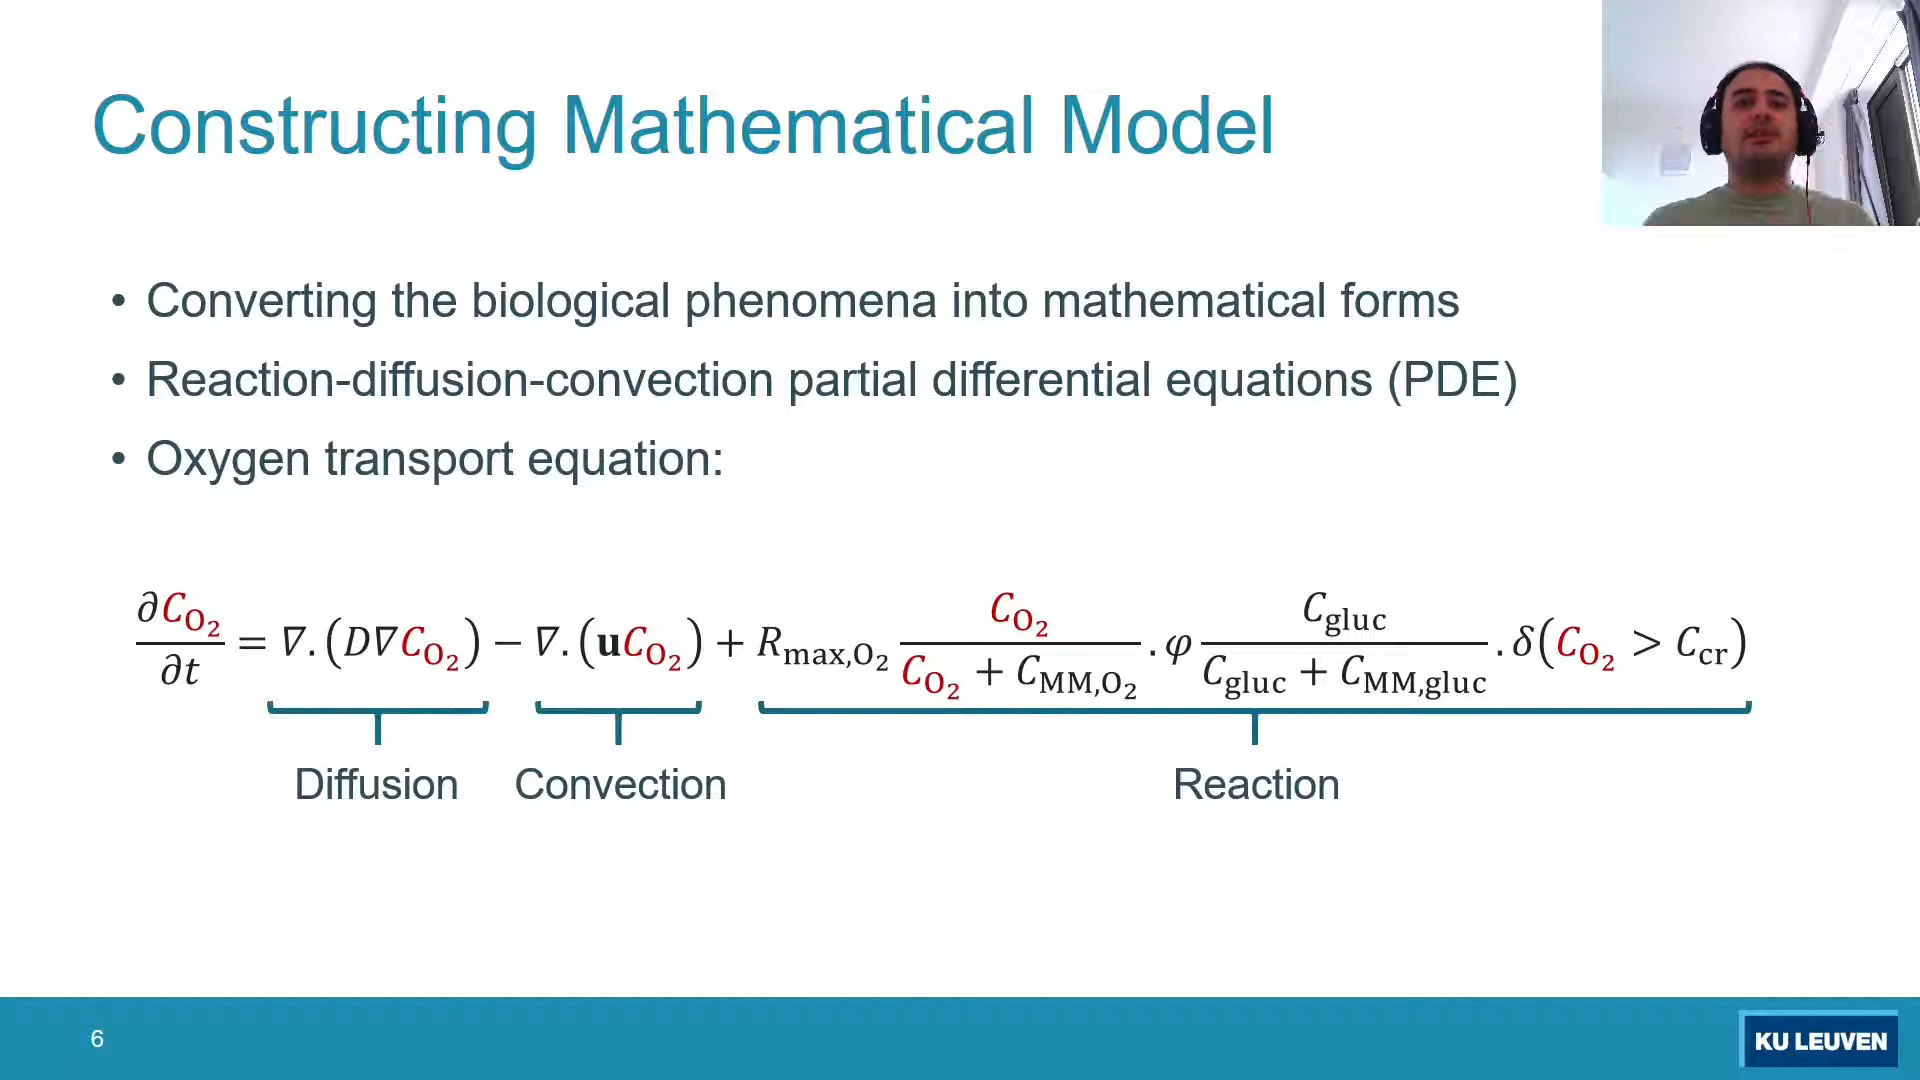 Constructing Mathematical Model
• Converting the biological phenomena into mathematical forms
• Reaction-diffusion-convection partial differential equations (PDE)
• Oxygen transport equation:
∂C_O₂/∂t = ∇.(D∇C_O₂) − ∇.(𝐮C_O₂) + R_max,O₂ C_O₂/(C_O₂ + C_MM,O₂) . φ C_gluc/(C_gluc + C_MM,gluc) . δ(C_O₂ > C_cr)
Diffusion Convection Reaction
6
KU LEUVEN